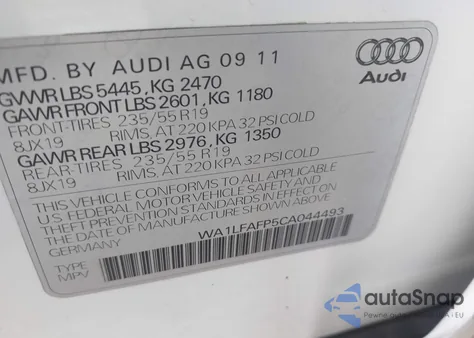 MFD. BY AUDI AG 09 11
GVWR LBS 5445, KG 2470
GAWR FRONT LBS 2601, KG 1180
FRONT-TIRES 235/55 R19
8JX19 RIMS, AT 220 KPA 32 PSI COLD
GAWR REAR LBS 2976, KG 1350
REAR-TIRES 235/55 R19
8JX19 RIMS, AT 220 KPA 32 PSI COLD
THIS VEHICLE CONFORMS TO ALL APPLICABLE
U.S. FEDERAL MOTOR VEHICLE SAFETY AND
THEFT PREVENTION STANDARDS IN EFFECT ON
THE DATE OF MANUFACTURE SHOWN ABOVE.
GERMANY
WA1LFAFP5CA044493
TYPE
MPV
Audi
autoSnap